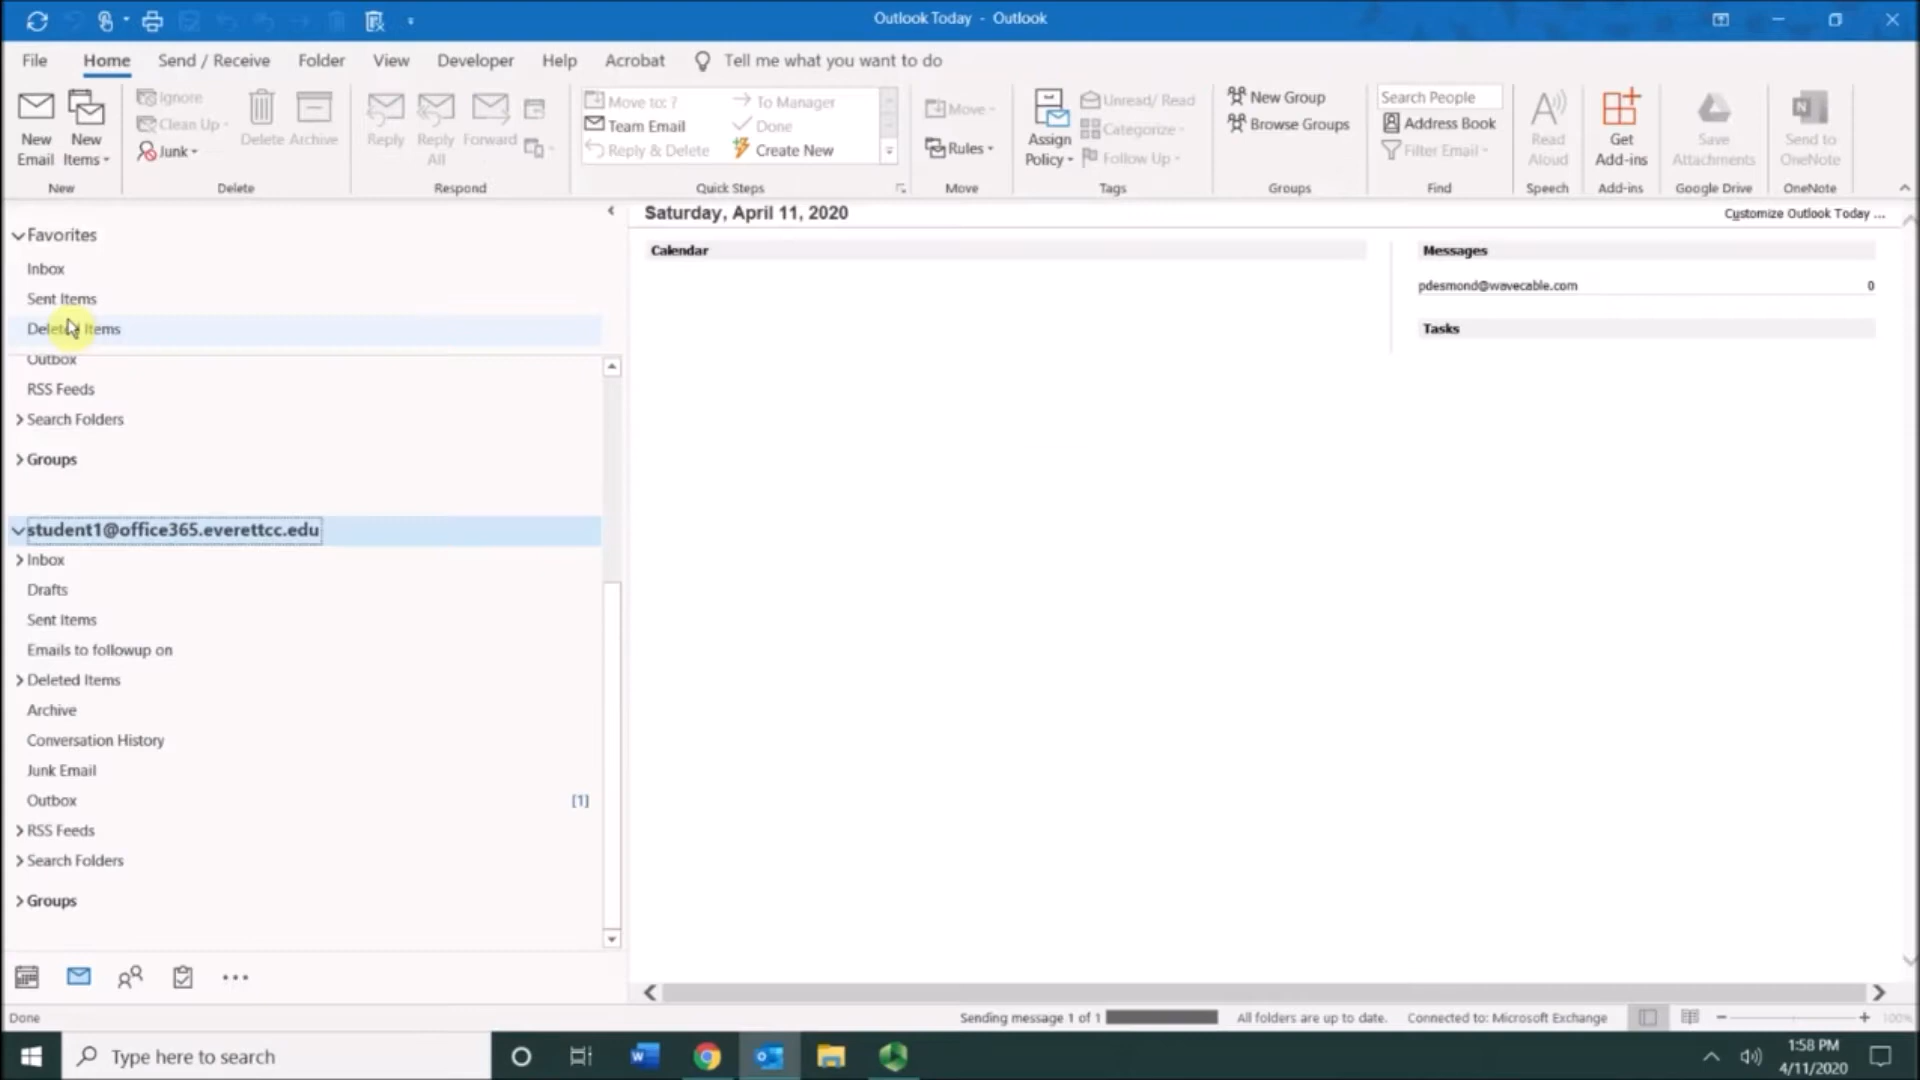 Outlook Today - Outlook
File Home Send / Receive Folder View Developer Help Acrobat Tell me what you want to do
New Email
New Items
New
Ignore
Clean Up
Junk
Delete
Archive
Delete
Reply
Reply All
Forward
Respond
Move to: ?
Team Email
Reply & Delete
To Manager
Done
Create New
Quick Steps
Move
Rules
Move
Assign Policy
Unread/ Read
Categorize
Follow Up
Tags
New Group
Browse Groups
Groups
Search People
Address Book
Filter Email
Find
Read Aloud
Speech
Get Add-ins
Add-ins
Save Attachments
Google Drive
Send to OneNote
OneNote
N
Favorites
Inbox
Sent Items
Deleted Items
Outbox
RSS Feeds
Search Folders
Groups
student1@office365.everettcc.edu
Inbox
Drafts
Sent Items
Emails to followup on
Deleted Items
Archive
Conversation History
Junk Email
Outbox [1]
RSS Feeds
Search Folders
Groups
Saturday, April 11, 2020
Customize Outlook Today ...
Calendar
Messages
pdesmond@wavecable.com 0
Tasks
Done
Sending message 1 of 1
All folders are up to date.
Connected to: Microsoft Exchange
100%
Type here to search
1:58 PM
4/11/2020